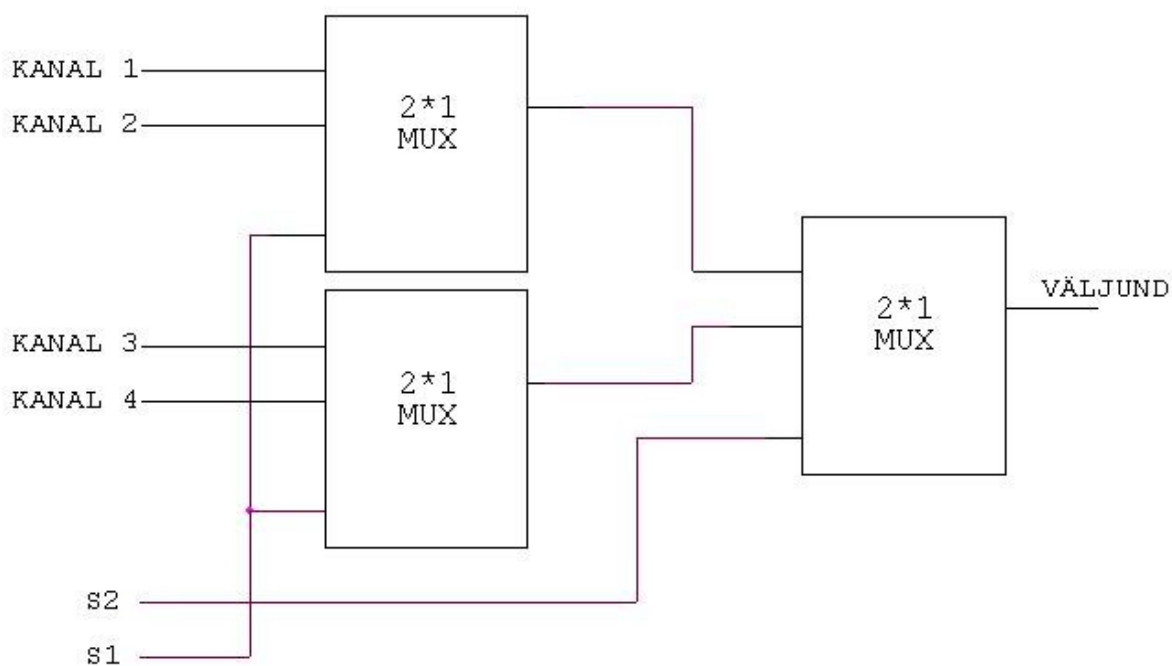 KANAL 1
KANAL 2
2*1
MUX
KANAL 3
KANAL 4
2*1
MUX
2*1
MUX
VÄLJUND
S2
S1